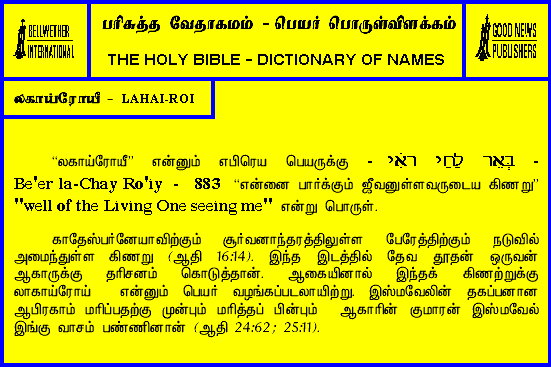 BELLWETHER
INTERNATIONAL
பரிசுத்த வேதாகமம் - பெயர் பொருள்விளக்கம்
THE HOLY BIBLE - DICTIONARY OF NAMES
GOOD NEWS
PUBLISHERS
லகாய்ரோயீ - LAHAI-ROI
“லகாய்ரோயீ” என்னும் எபிரெய பெயருக்கு - בְּאֵר לַחַי רֹאִי -
Be'er la-Chay Ro'iy - 883 “என்னை பார்க்கும் ஜீவனுள்ளவருடைய கிணறு”
"well of the Living One seeing me" என்று பொருள்.
காதேஸ்பர்னேயாவிற்கும் சூர்வனாந்தரத்திலுள்ள பேரேத்திற்கும் நடுவில்
அமைந்துள்ள கிணறு (ஆதி 16:14). இந்த இடத்தில் தேவ தூதன் ஒருவன்
ஆகாருக்கு தரிசனம் கொடுத்தான். ஆகையினால் இந்தக் கிணற்றுக்கு
லாகாய்ரோய் என்னும் பெயர் வழங்கப்படலாயிற்று. இஸ்மவேலின் தகப்பனான
ஆபிரகாம் மரிப்பதற்கு முன்பும் மரித்தப் பின்பும் ஆகாரின் குமாரன் இஸ்மவேல்
இங்கு வாசம் பண்ணினான் (ஆதி 24:62; 25:11).